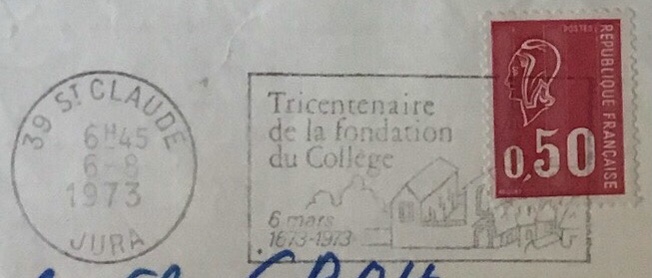 39 ST CLAUDE
6H45
6-8
1973
JURA
Tricentenaire
de la fondation
du Collège
6 mars
1673-1973
POSTES
RÉPUBLIQUE FRANÇAISE
0,50